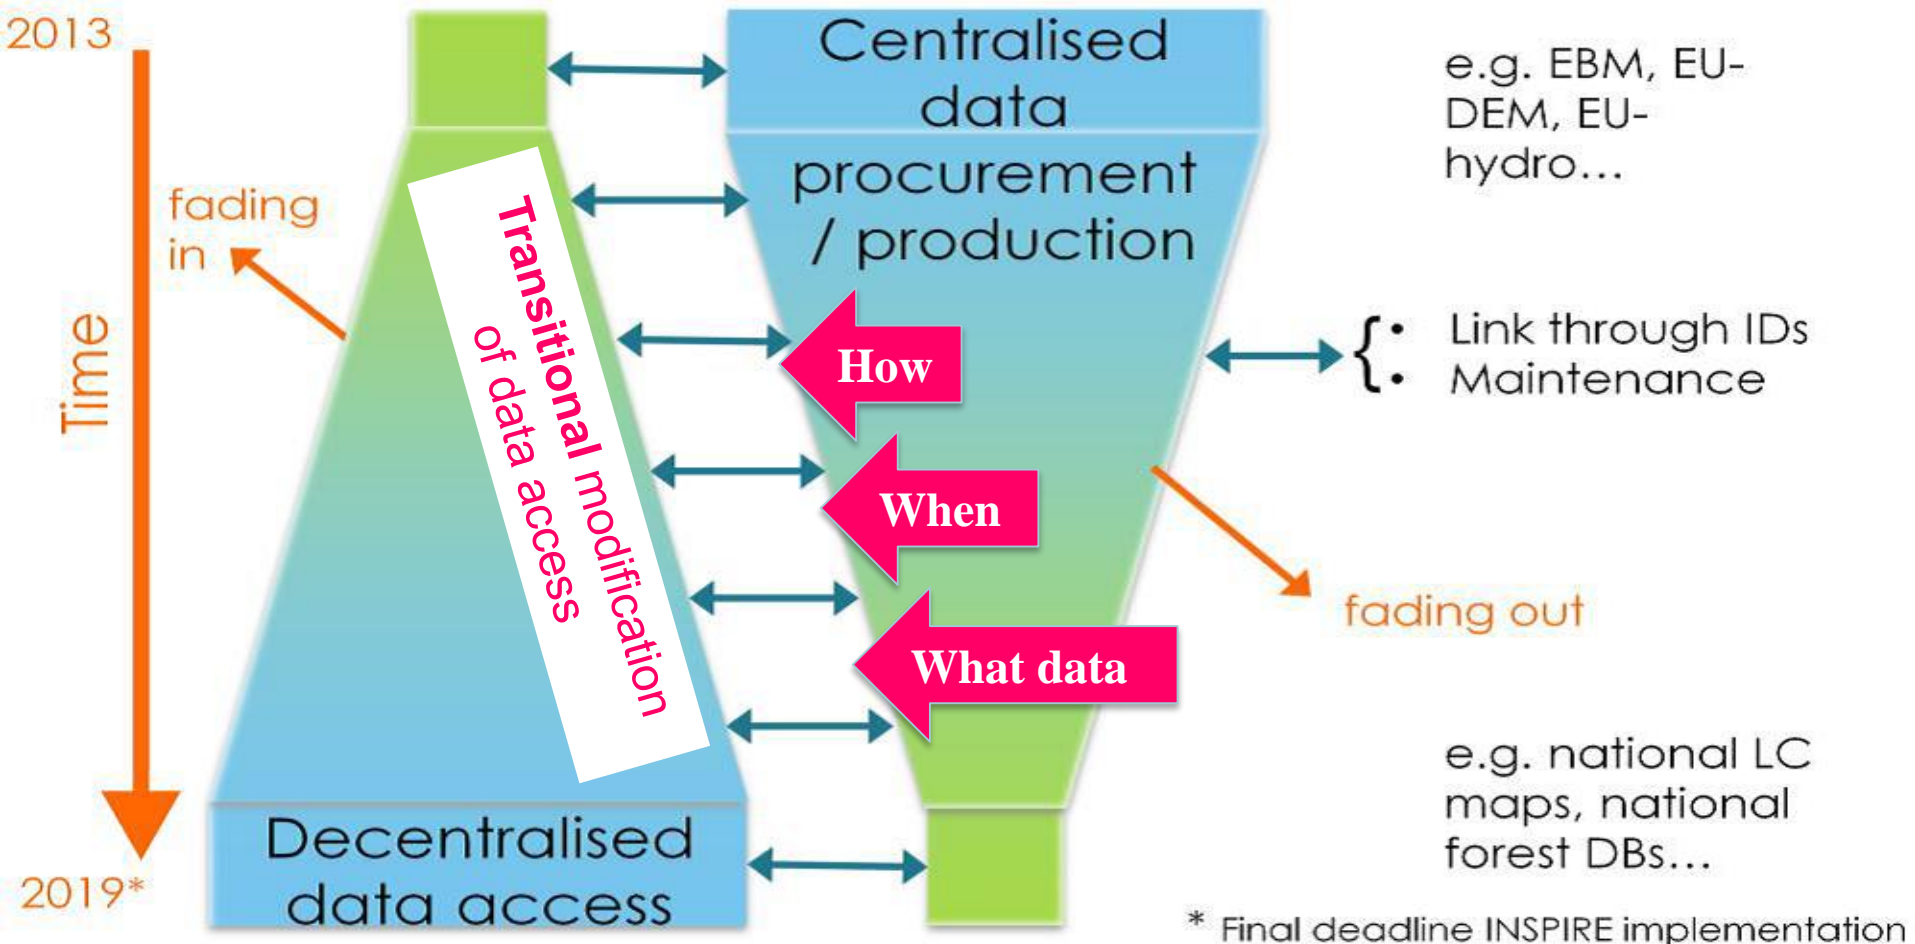 2013
Centralised
data
procurement
/ production
e.g. EBM, EU-
DEM, EU-
hydro...
fading
in
Time
Transitional modification
of data access
How
When
What data
{
• Link through IDs
• Maintenance
fading out
e.g. national LC
maps, national
forest DBs...
Decentralised
data access
2019*
* Final deadline INSPIRE implementation